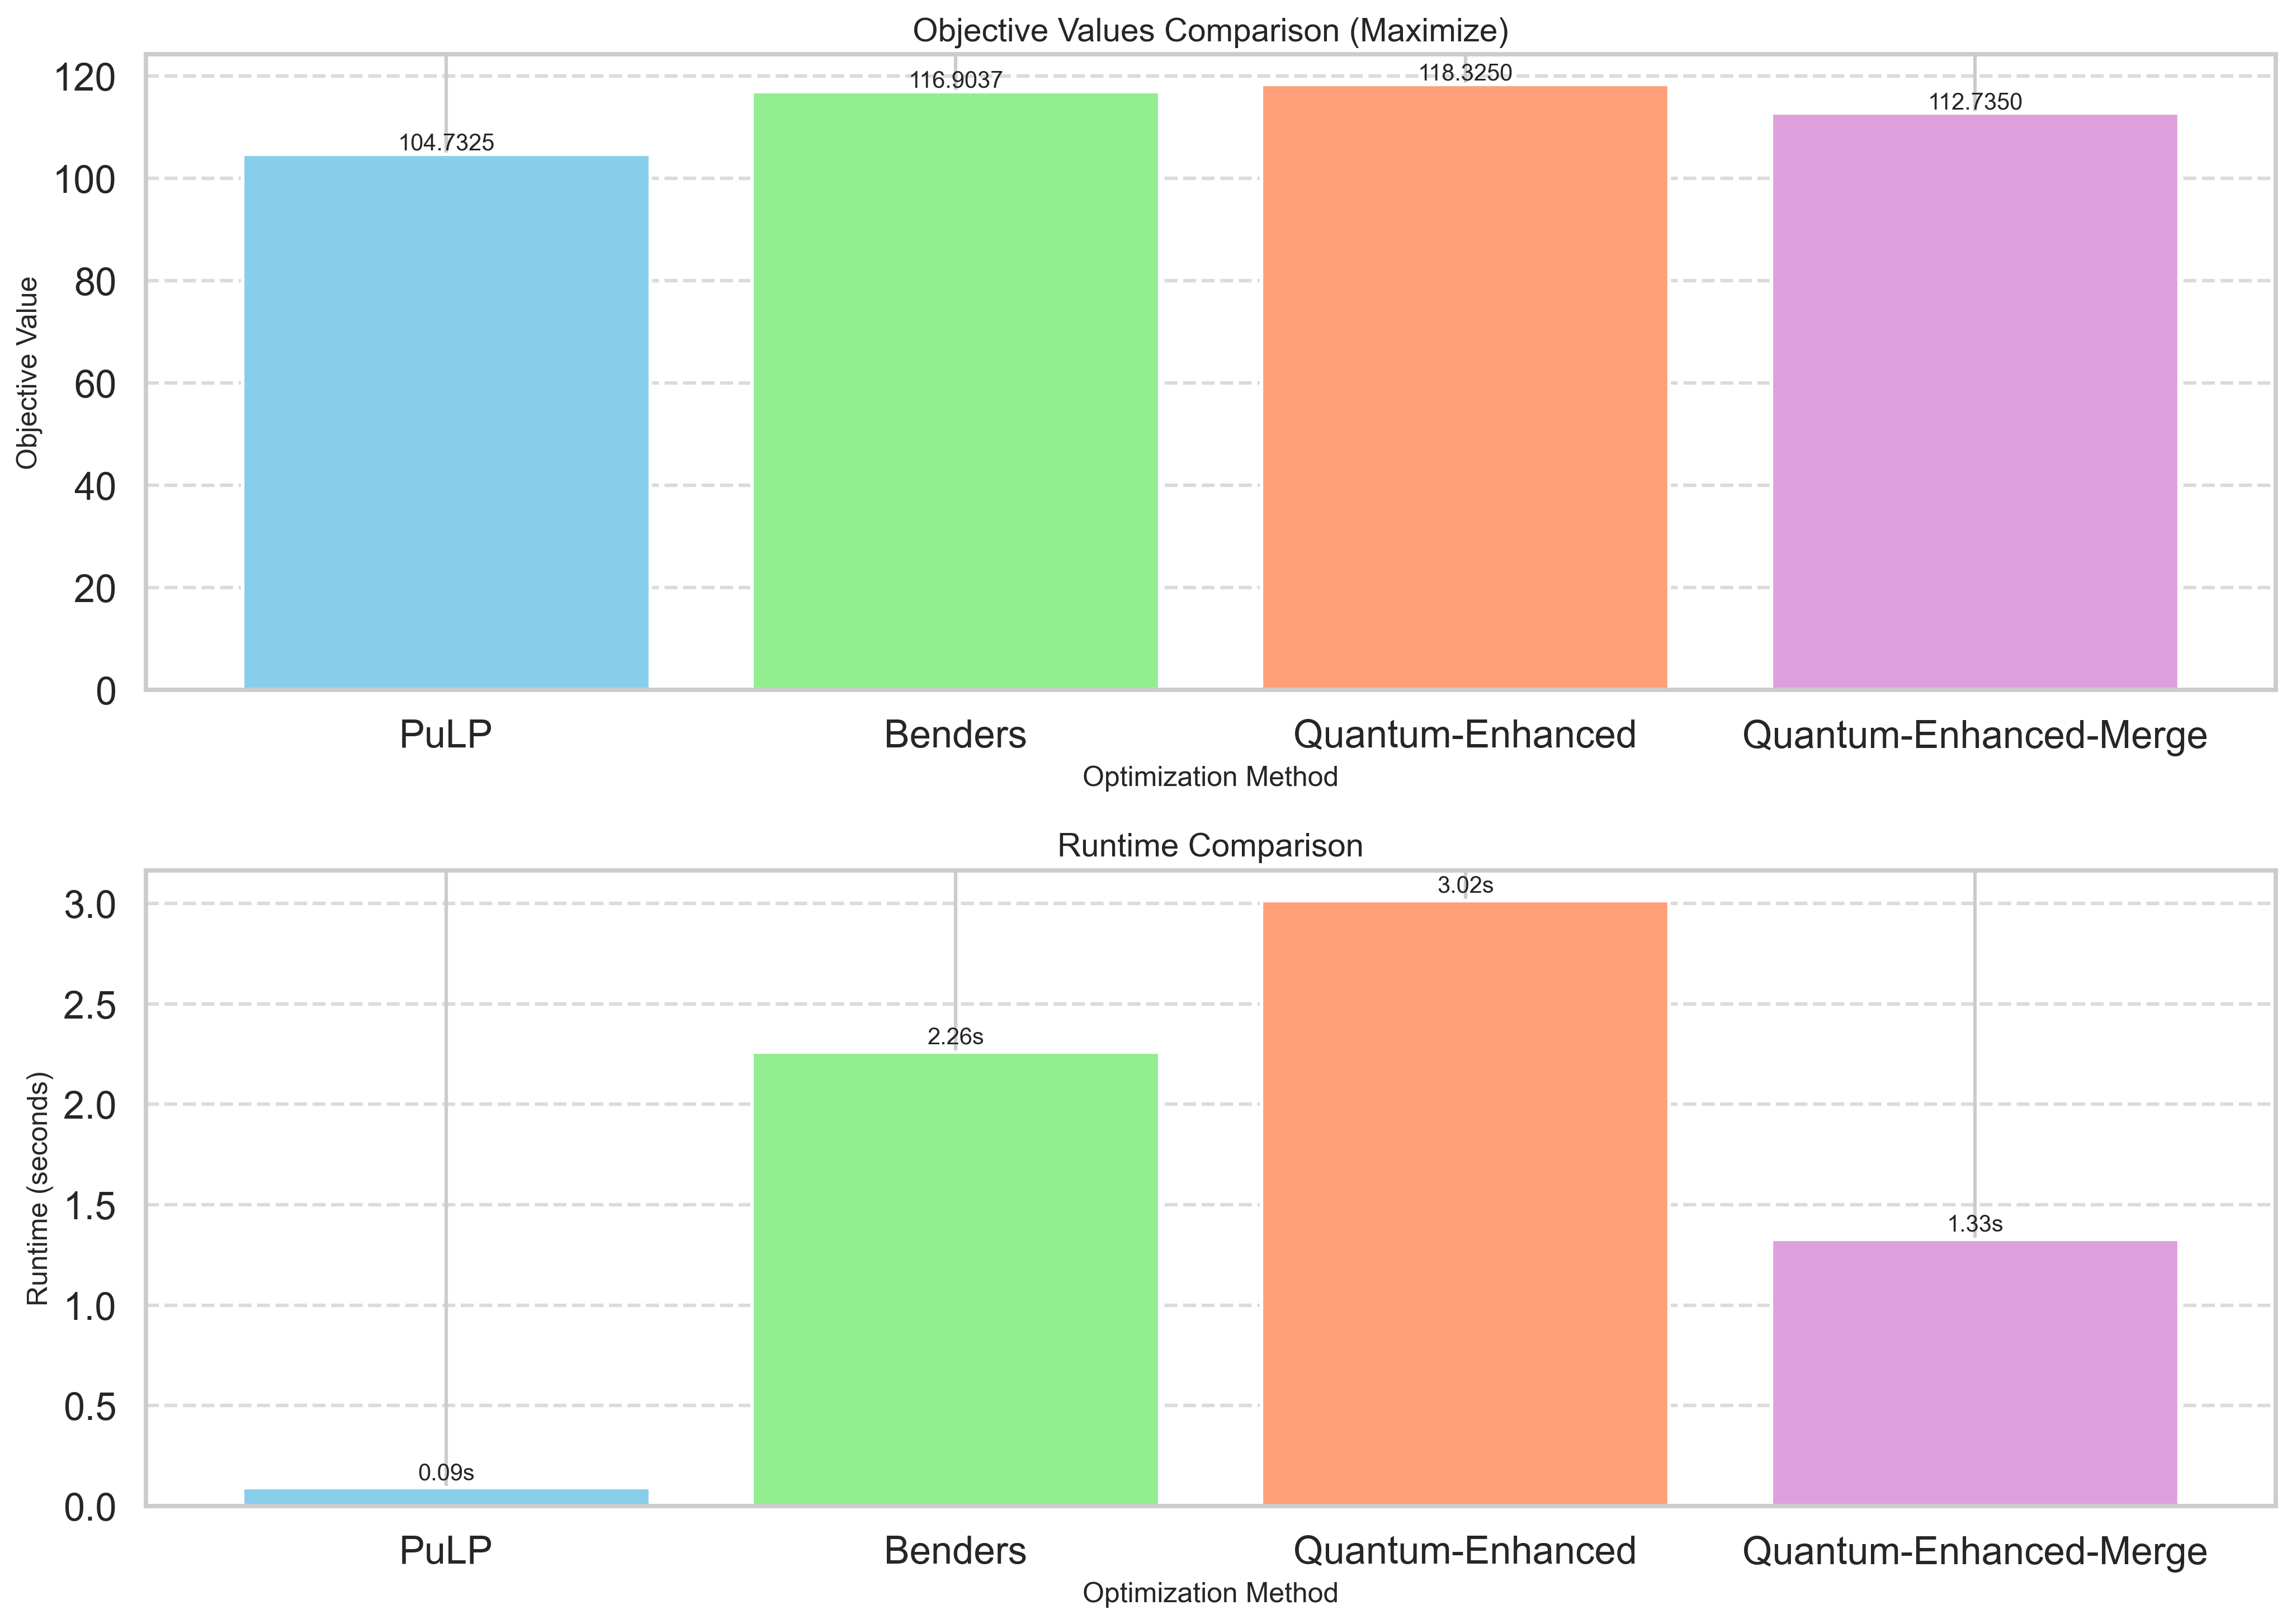 Objective Values Comparison (Maximize)
120
100
80
60
40
20
0
Objective Value
104.7325
116.9037
118.3250
112.7350
PuLP
Benders
Quantum-Enhanced
Quantum-Enhanced-Merge
Optimization Method
Runtime Comparison
3.0
2.5
2.0
1.5
1.0
0.5
0.0
Runtime (seconds)
0.09s
2.26s
3.02s
1.33s
PuLP
Benders
Quantum-Enhanced
Quantum-Enhanced-Merge
Optimization Method